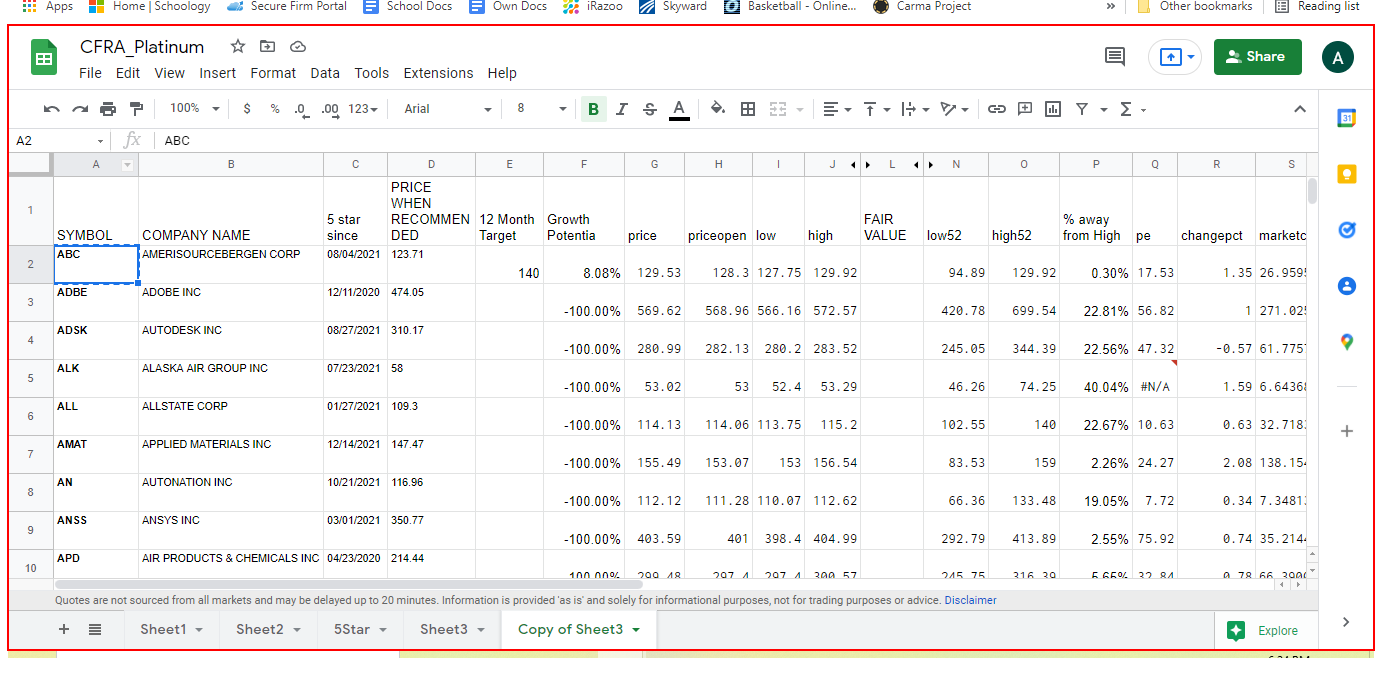 Apps Home | Schoology Secure Firm Portal School Docs Own Docs iRazoo Skyward Basketball - Online... Carma Project » Other bookmarks Reading list
CFRA_Platinum
File Edit View Insert Format Data Tools Extensions Help
Share
A
100% $ % .0 .00 123 Arial 8 B I S A Σ
31
A2 fx ABC
A B C D E F G H I J L N O P Q R S
1 SYMBOL COMPANY NAME 5 star since PRICE WHEN RECOMMENDED 12 Month Target Growth Potentia price priceopen low high FAIR VALUE low52 high52 % away from High pe changepct marketc
2 ABC AMERISOURCEBERGEN CORP 08/04/2021 123.71 140 8.08% 129.53 128.3 127.75 129.92 94.89 129.92 0.30% 17.53 1.35 26.959
3 ADBE ADOBE INC 12/11/2020 474.05 -100.00% 569.62 568.96 566.16 572.57 420.78 699.54 22.81% 56.82 1 271.02
4 ADSK AUTODESK INC 08/27/2021 310.17 -100.00% 280.99 282.13 280.2 283.52 245.05 344.39 22.56% 47.32 -0.57 61.775
5 ALK ALASKA AIR GROUP INC 07/23/2021 58 -100.00% 53.02 53 52.4 53.29 46.26 74.25 40.04% #N/A 1.59 6.6436
6 ALL ALLSTATE CORP 01/27/2021 109.3 -100.00% 114.13 114.06 113.75 115.2 102.55 140 22.67% 10.63 0.63 32.718
7 AMAT APPLIED MATERIALS INC 12/14/2021 147.47 -100.00% 155.49 153.07 153 156.54 83.53 159 2.26% 24.27 2.08 138.15
8 AN AUTONATION INC 10/21/2021 116.96 -100.00% 112.12 111.28 110.07 112.62 66.36 133.48 19.05% 7.72 0.34 7.3481
9 ANSS ANSYS INC 03/01/2021 350.77 -100.00% 403.59 401 398.4 404.99 292.79 413.89 2.55% 75.92 0.74 35.214
10 APD AIR PRODUCTS & CHEMICALS INC 04/23/2020 214.44 -100.00% 299.48 297.4 297.4 300.57 245.75 316.39 5.66% 32.84 0.78 66.390
Quotes are not sourced from all markets and may be delayed up to 20 minutes. Information is provided 'as is' and solely for informational purposes, not for trading purposes or advice. Disclaimer
+ Sheet1 Sheet2 5Star Sheet3 Copy of Sheet3 Explore